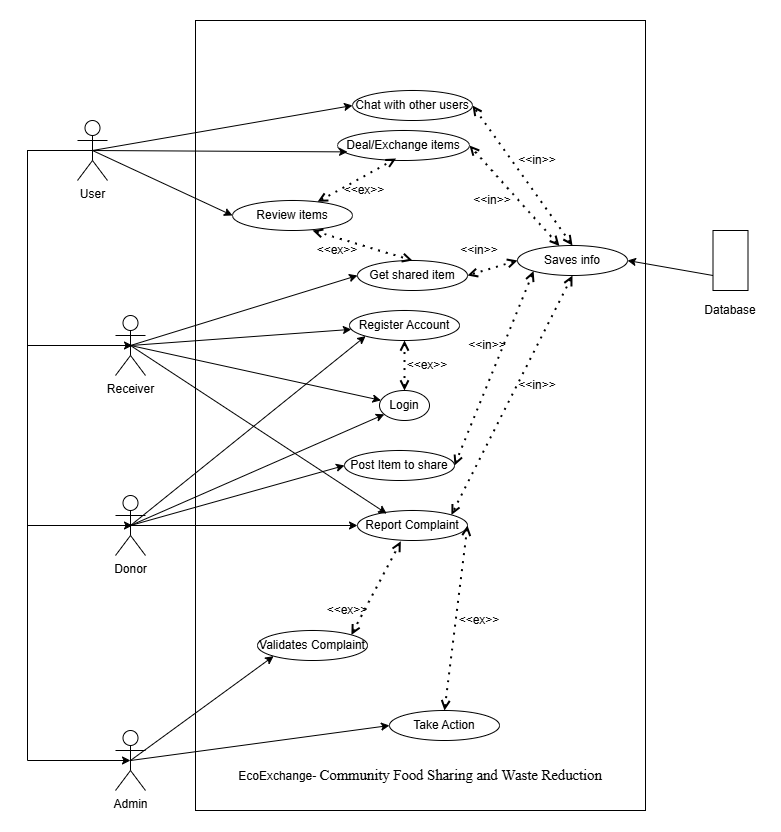 Chat with other users
Deal/Exchange items
<<in>>
<<ex>>
User
<<in>>
Review items
<<ex>>
<<in>>
Saves info
Get shared item
Database
Register Account
<<in>>
<<ex>>
Receiver
<<in>>
Login
Post Item to share
Report Complaint
Donor
<<ex>>
<<ex>>
Validates Complaint
Take Action
EcoExchange- Community Food Sharing and Waste Reduction
Admin